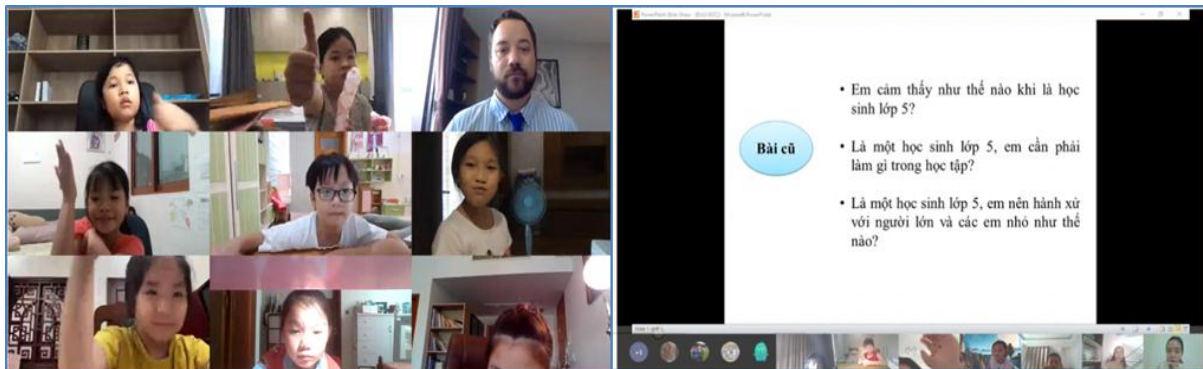 • Em cảm thấy như thế nào khi là học
sinh lớp 5?
Bài cũ
• Là một học sinh lớp 5, em cần phải
làm gì trong học tập?
• Là một học sinh lớp 5, em nên hành xử
với người lớn và các em nhỏ như thế
nào?